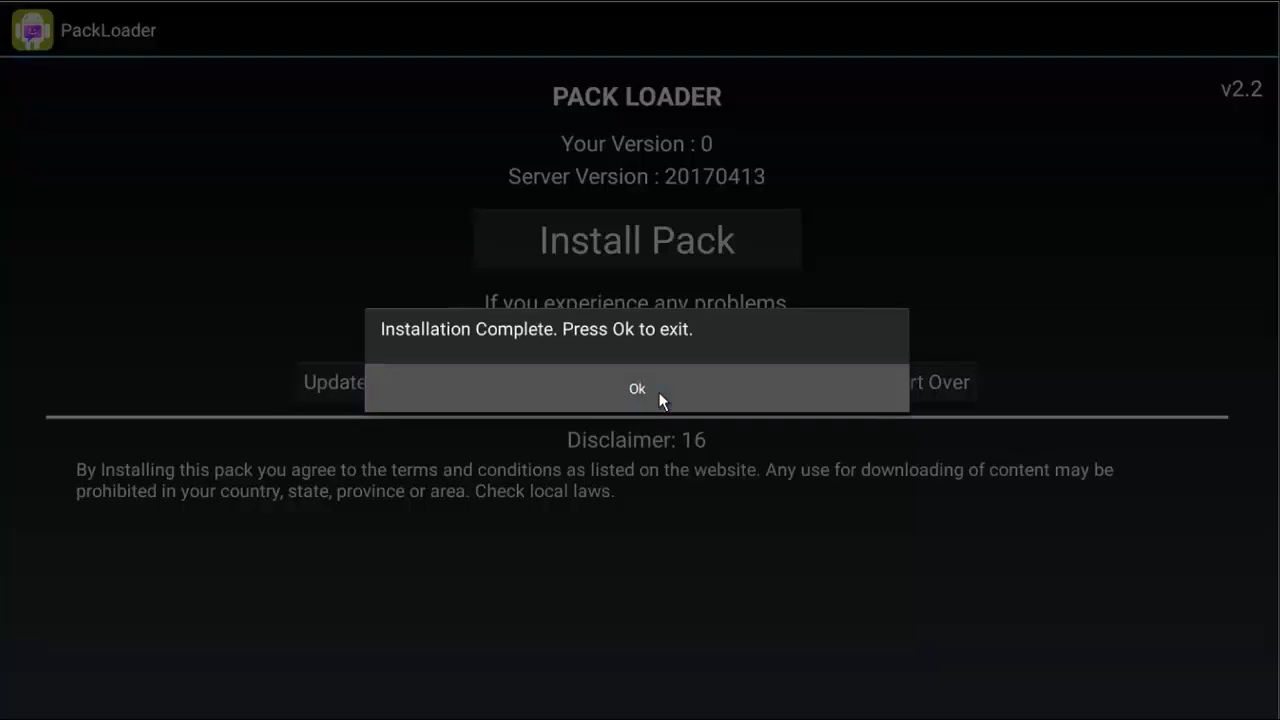 PackLoader
PACK LOADER
v2.2
Your Version : 0
Server Version : 20170413
Install Pack
If you experience any problems
Installation Complete. Press Ok to exit.
Update
Ok
rt Over
Disclaimer: 16
By Installing this pack you agree to the terms and conditions as listed on the website. Any use for downloading of content may be
prohibited in your country, state, province or area. Check local laws.